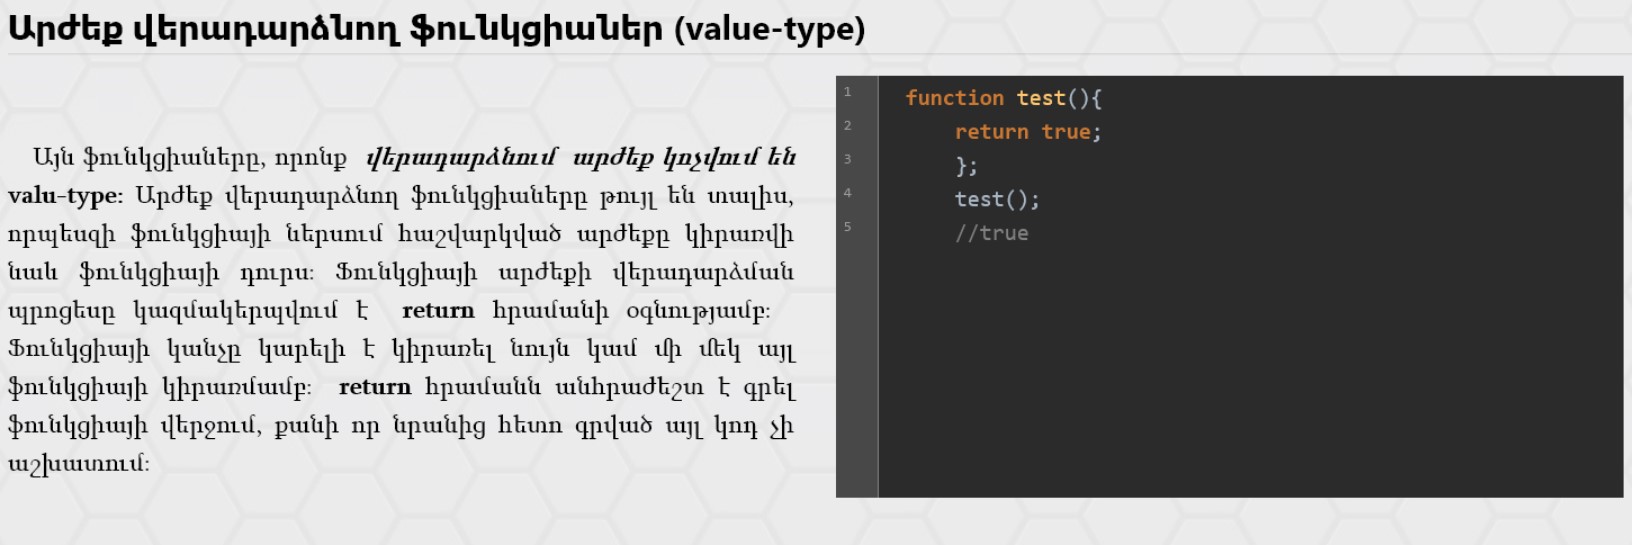 Արժեք վերադարձնող ֆունկցիաներ (value-type)
Այն ֆունկցիաները, որոնք վերադարձնում արժեք կոչվում են
valu-type: Արժեք վերադարձնող ֆունկցիաները թույլ են տալիս,
որպեսզի ֆունկցիայի ներսում հաշվարկված արժեքը կիրառվի
նաև ֆունկցիայի դուրս: Ֆունկցիայի արժեքի վերադարձման
պրոցեսը կազմակերպվում է return հրամանի օգնությամբ:
Ֆունկցիայի կանչը կարելի է կիրառել նույն կամ մի մեկ այլ
ֆունկցիայի կիրառմամբ: return հրամանն անհրաժեշտ է գրել
ֆունկցիայի վերջում, քանի որ նրանից հետո գրված այլ կոդ չի
աշխատում:
1 function test(){
2 return true;
3 };
4 test();
5 //true